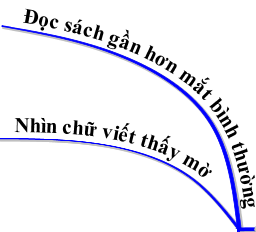 Đọc sách gần hơn mắt bình thường
Nhìn chữ viết thấy mờ